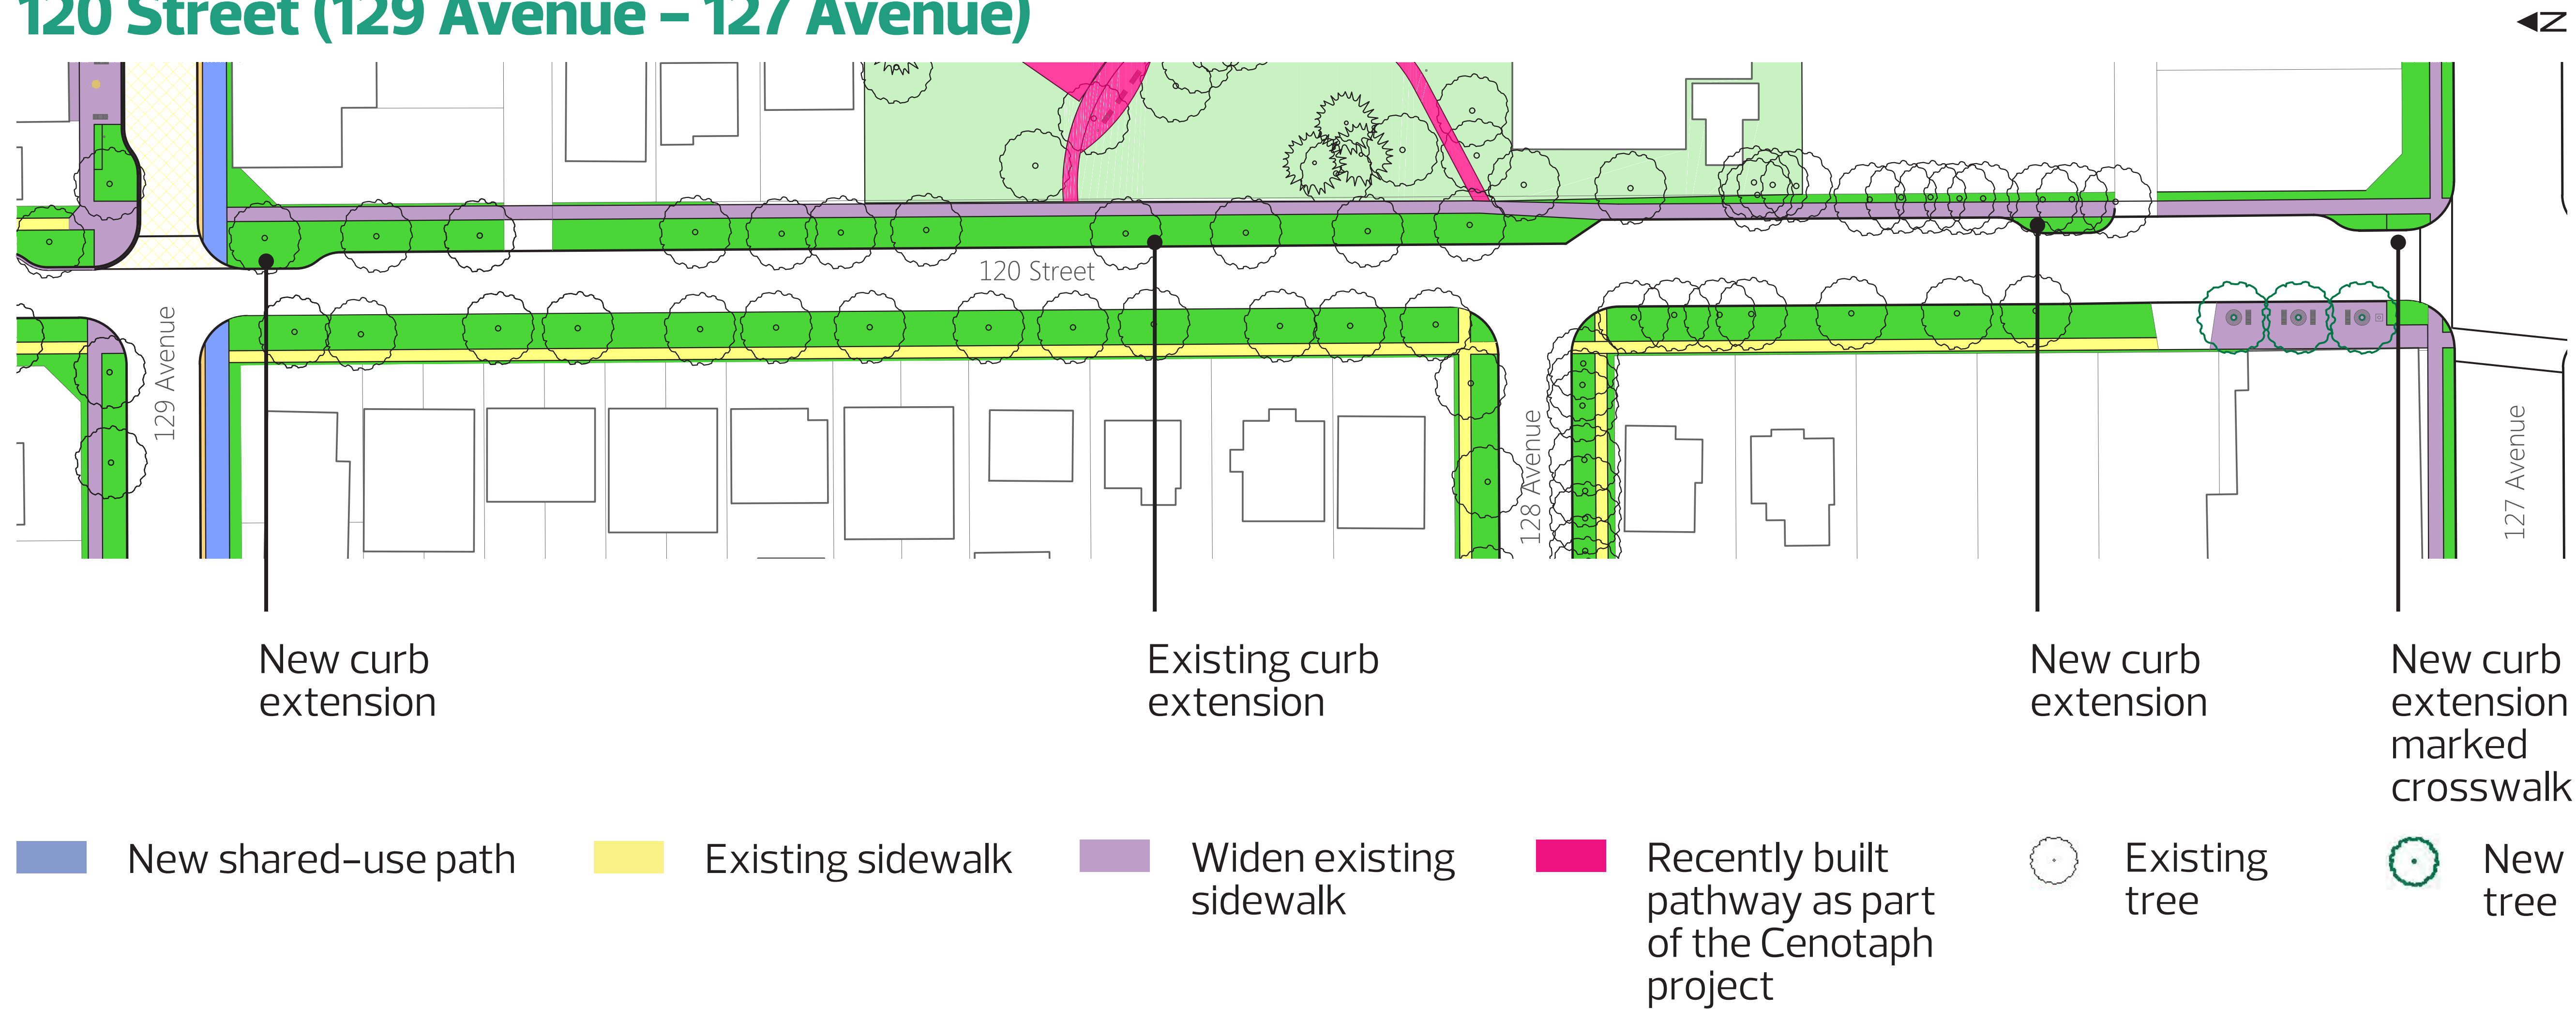 120 Street (129 Avenue – 127 Avenue)
N
120 Street
129 Avenue
128 Avenue
127 Avenue
New curb
extension
Existing curb
extension
New curb
extension
New curb
extension
marked
crosswalk
New shared-use path
Existing sidewalk
Widen existing
sidewalk
Recently built
pathway as part
of the Cenotaph
project
Existing
tree
New
tree